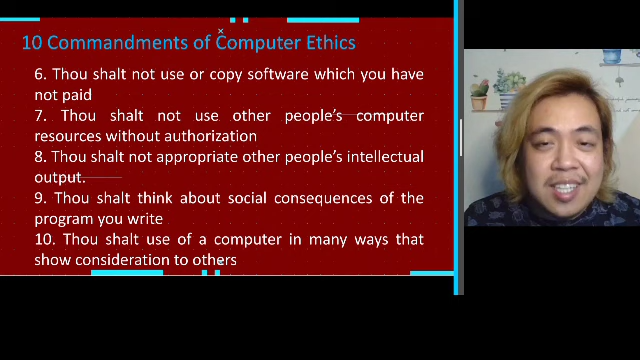 10 Commandments of Computer Ethics
6. Thou shalt not use or copy software which you have
not paid
7. Thou shalt not use other people's computer
resources without authorization
8. Thou shalt not appropriate other people's intellectual
output.
9. Thou shalt think about social consequences of the
program you write
10. Thou shalt use of a computer in many ways that
show consideration to others